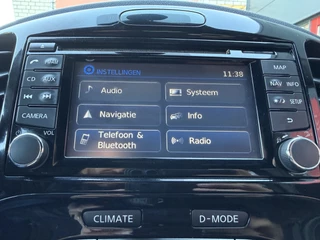 INSTELLINGEN 11:38
Audio Systeem
Navigatie Info
Telefoon & Radio
Bluetooth
CD AUX
CAMERA
VOL
MAP
NAV INFO
SETUP
CLIMATE D-MODE